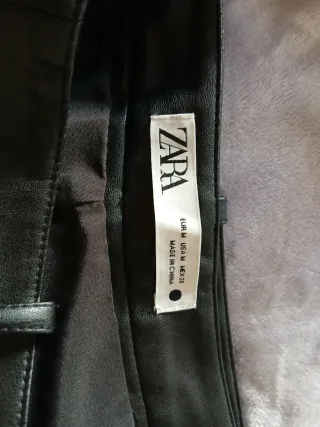 ZARA
EUR M USA M MEX 28
MADE IN CHINA